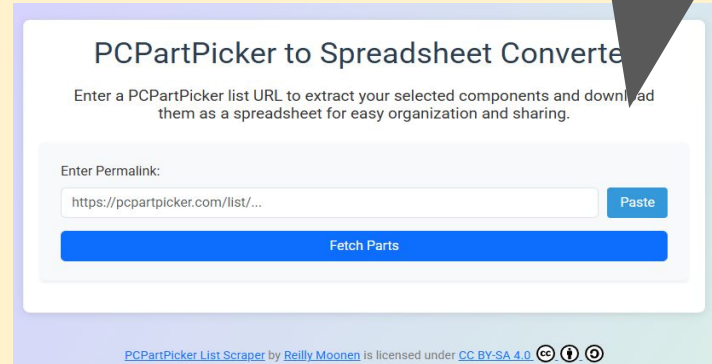 PCPartPicker to Spreadsheet Converte
Enter a PCPartPicker list URL to extract your selected components and download
them as a spreadsheet for easy organization and sharing.
Enter Permalink:
https://pcpartpicker.com/list/...
Paste
Fetch Parts
PCPartPicker List Scraper by Reilly Moonen is licensed under CC BY-SA 4.0